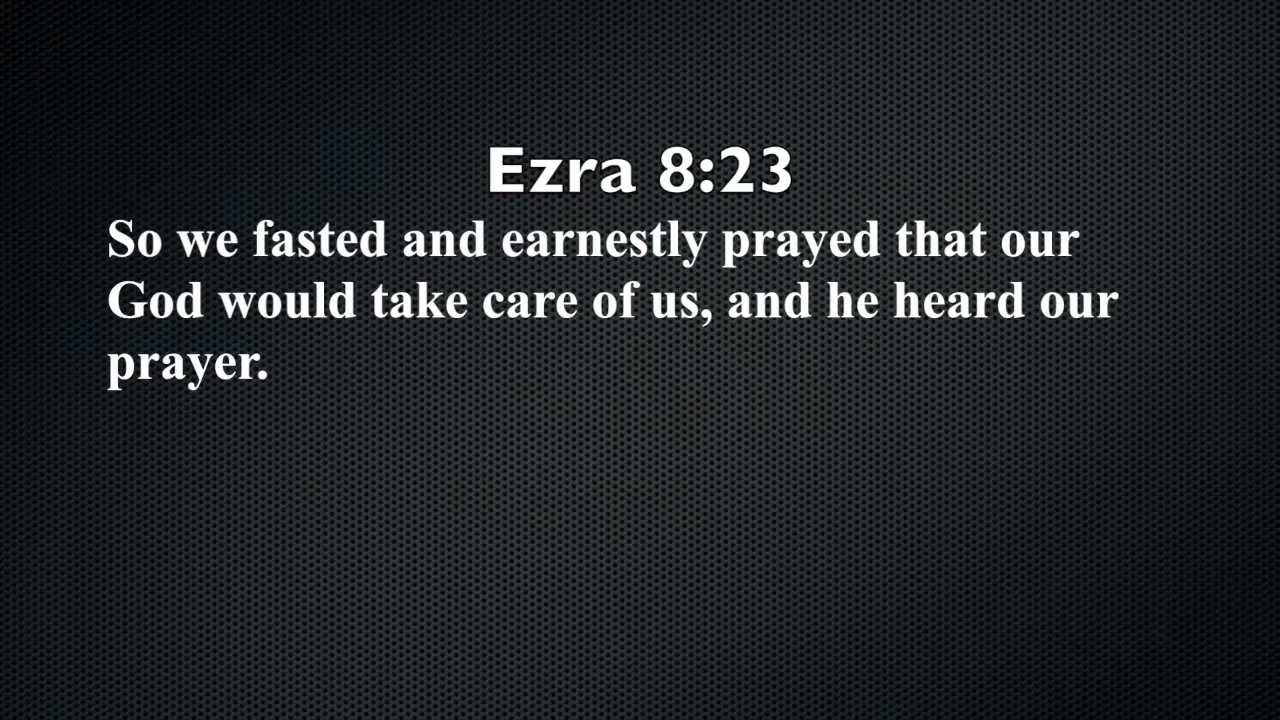 Ezra 8:23
So we fasted and earnestly prayed that our
God would take care of us, and he heard our
prayer.